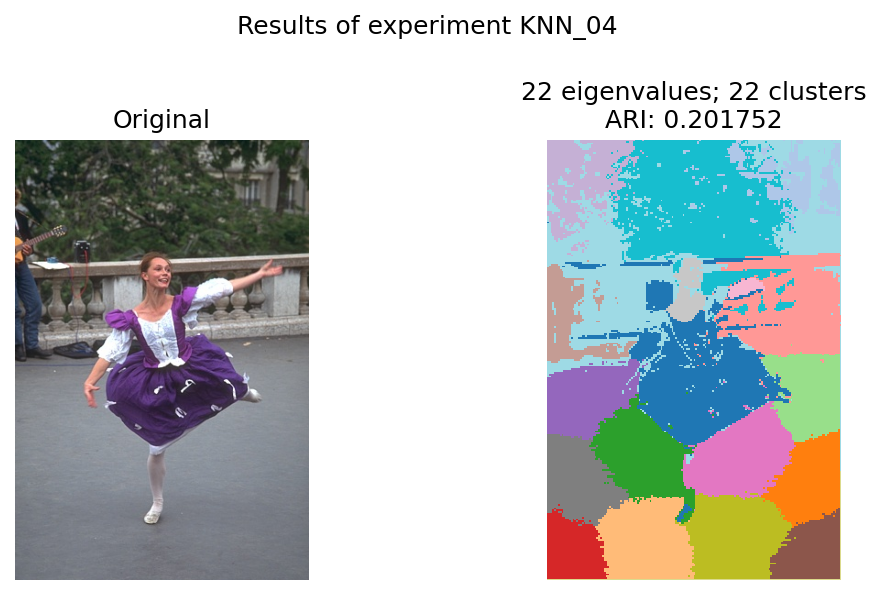 Results of experiment KNN_04
Original
22 eigenvalues; 22 clusters
ARI: 0.201752